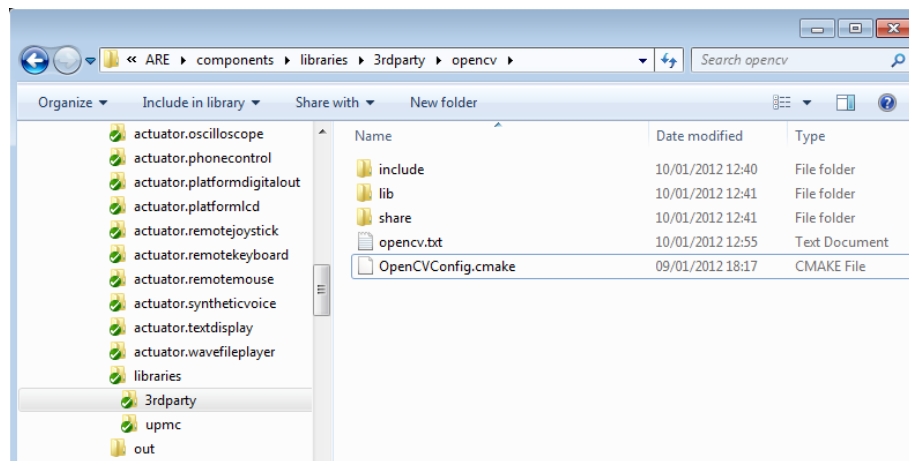 « ARE ▸ components ▸ libraries ▸ 3rdparty ▸ opencv ▸ Search opencv
Organize ▼ Include in library ▼ Share with ▼ New folder
Name Date modified Type
actuator.oscilloscope
actuator.phonecontrol
actuator.platformdigitalout
actuator.platformlcd
actuator.remotejoystick
actuator.remotekeyboard
actuator.remotemouse
actuator.syntheticvoice
actuator.textdisplay
actuator.wavefileplayer
libraries
3rdparty
upmc
out
include 10/01/2012 12:40 File folder
lib 10/01/2012 12:41 File folder
share 10/01/2012 12:41 File folder
opencv.txt 10/01/2012 12:55 Text Document
OpenCVConfig.cmake 09/01/2012 18:17 CMAKE File